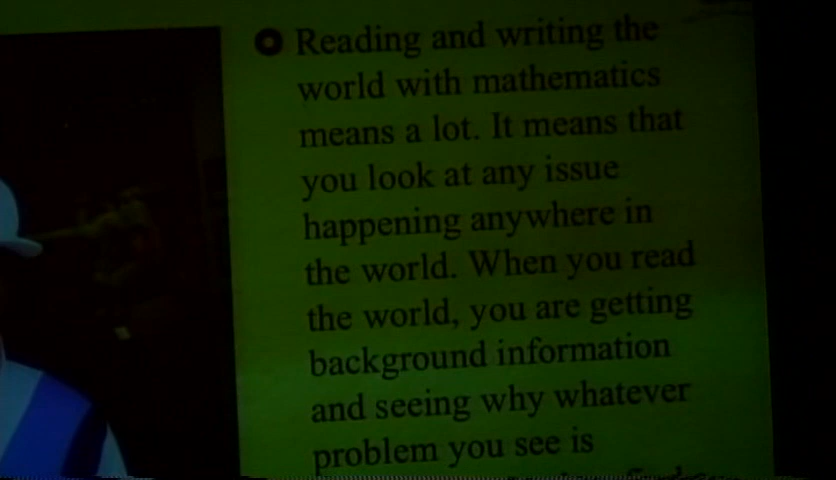 Reading and writing the
world with mathematics
means a lot. It means that
you look at any issue
happening anywhere in
the world. When you read
the world, you are getting
background information
and seeing why whatever
problem you see is